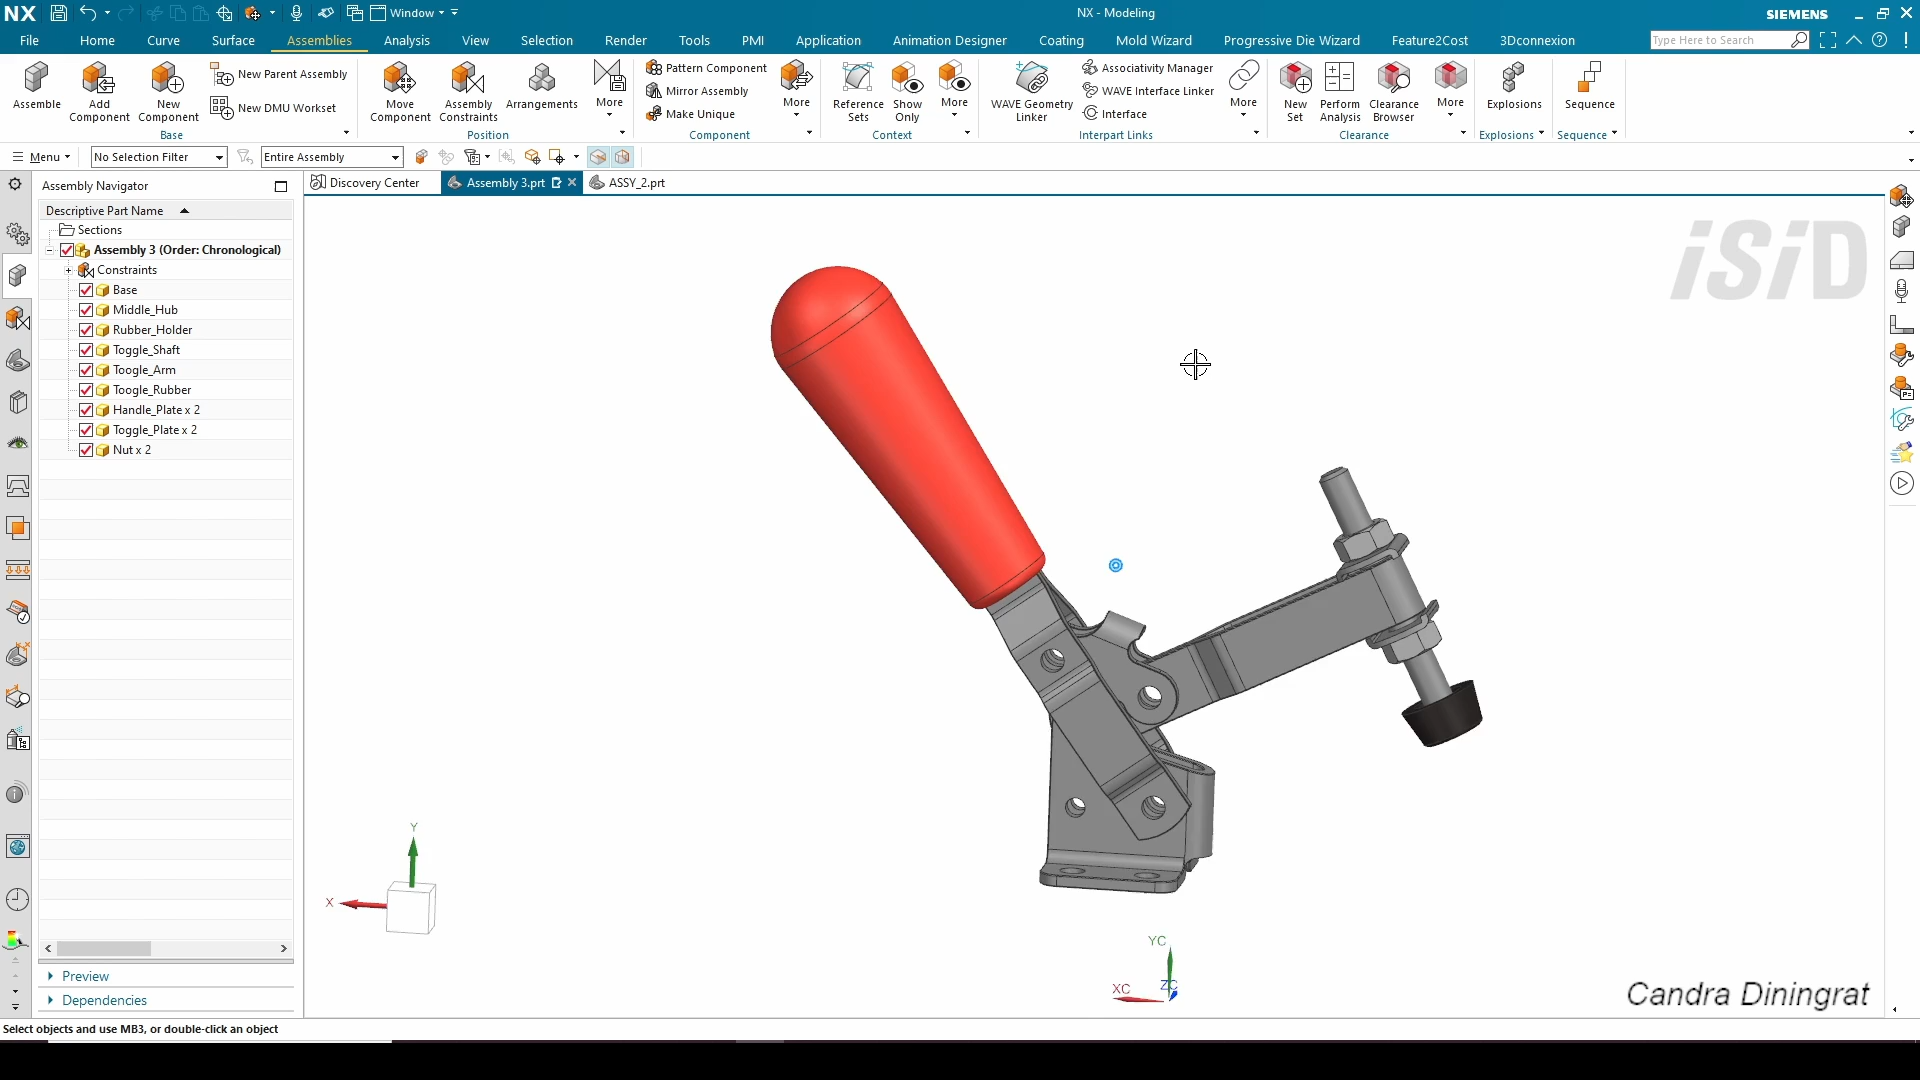 NX Window NX - Modeling SIEMENS
File Home Curve Surface Assemblies Analysis View Selection Render Tools PMI Application Animation Designer Coating Mold Wizard Progressive Die Wizard Feature2Cost 3Dconnexion Type Here to Search
Assemble
Add Component
New Component
New Parent Assembly
New DMU Workset
Base
Move Component
Assembly Constraints
Arrangements
More
Position
Pattern Component
Mirror Assembly
Make Unique
More
Component
Reference Sets
Show Only
More
Context
WAVE Geometry Linker
Associativity Manager
WAVE Interface Linker
Interface
More
Interpart Links
New Set
Perform Analysis
Clearance Browser
More
Clearance
Explosions
Explosions
Sequence
Sequence
Menu No Selection Filter Entire Assembly
Assembly Navigator
Discovery Center Assembly 3.prt ASSY_2.prt
Descriptive Part Name
Sections
Assembly 3 (Order: Chronological)
Constraints
Base
Middle_Hub
Rubber_Holder
Toggle_Shaft
Toogle_Arm
Toogle_Rubber
Handle_Plate x 2
Toggle_Plate x 2
Nut x 2
iSiD
Y
X
YC
XC
ZC
Candra Diningrat
Preview
Dependencies
Select objects and use MB3, or double-click an object